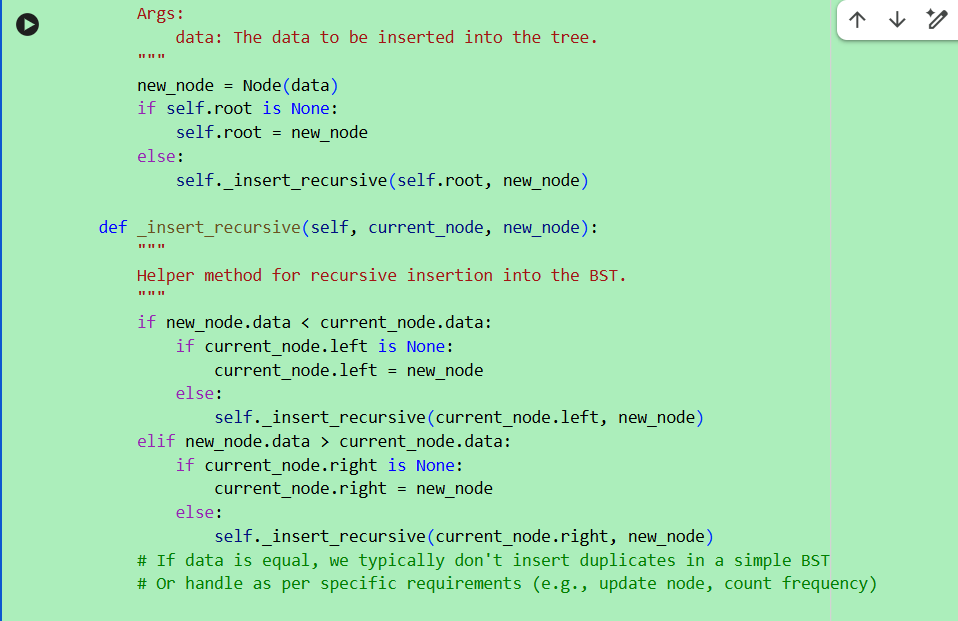 Args:
data: The data to be inserted into the tree.
"""
new_node = Node(data)
if self.root is None:
self.root = new_node
else:
self._insert_recursive(self.root, new_node)
def _insert_recursive(self, current_node, new_node):
"""
Helper method for recursive insertion into the BST.
"""
if new_node.data < current_node.data:
if current_node.left is None:
current_node.left = new_node
else:
self._insert_recursive(current_node.left, new_node)
elif new_node.data > current_node.data:
if current_node.right is None:
current_node.right = new_node
else:
self._insert_recursive(current_node.right, new_node)
# If data is equal, we typically don't insert duplicates in a simple BST
# Or handle as per specific requirements (e.g., update node, count frequency)